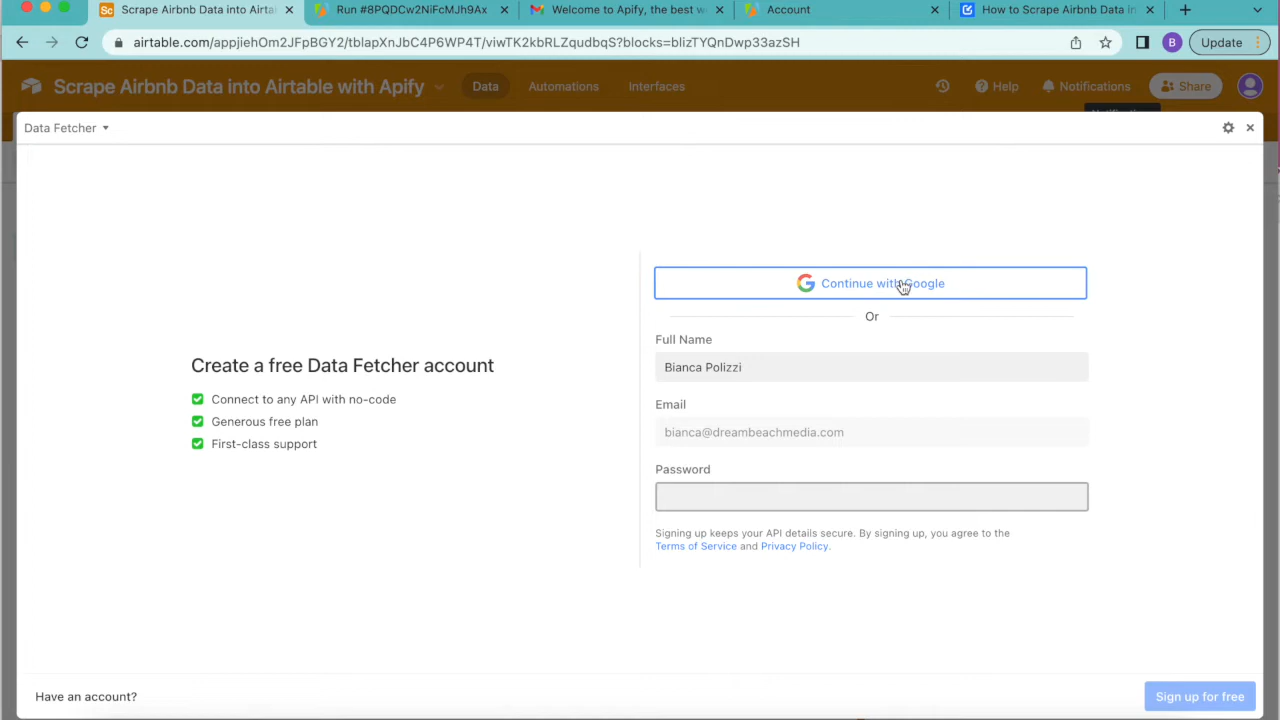 Scrape Airbnb Data into Airta
Run #8PQDCw2NiFcMJh9Ax
Welcome to Apify, the best w
Account
How to Scrape Airbnb Data in
airtable.com/appjiehOm2JFpBGY2/tblapXnJbC4P6WP4T/viwTK2kbRLZqudbqS?blocks=blizTYQnDwp33azSH
B
Update
Scrape Airbnb Data into Airtable with Apify
Data
Automations
Interfaces
Help
Notifications
Share
Data Fetcher
Continue with Google
Or
Full Name
Bianca Polizzi
Create a free Data Fetcher account
Connect to any API with no-code
Generous free plan
First-class support
Email
bianca@dreambeachmedia.com
Password
Signing up keeps your API details secure. By signing up, you agree to the
Terms of Service and Privacy Policy.
Have an account?
Sign up for free